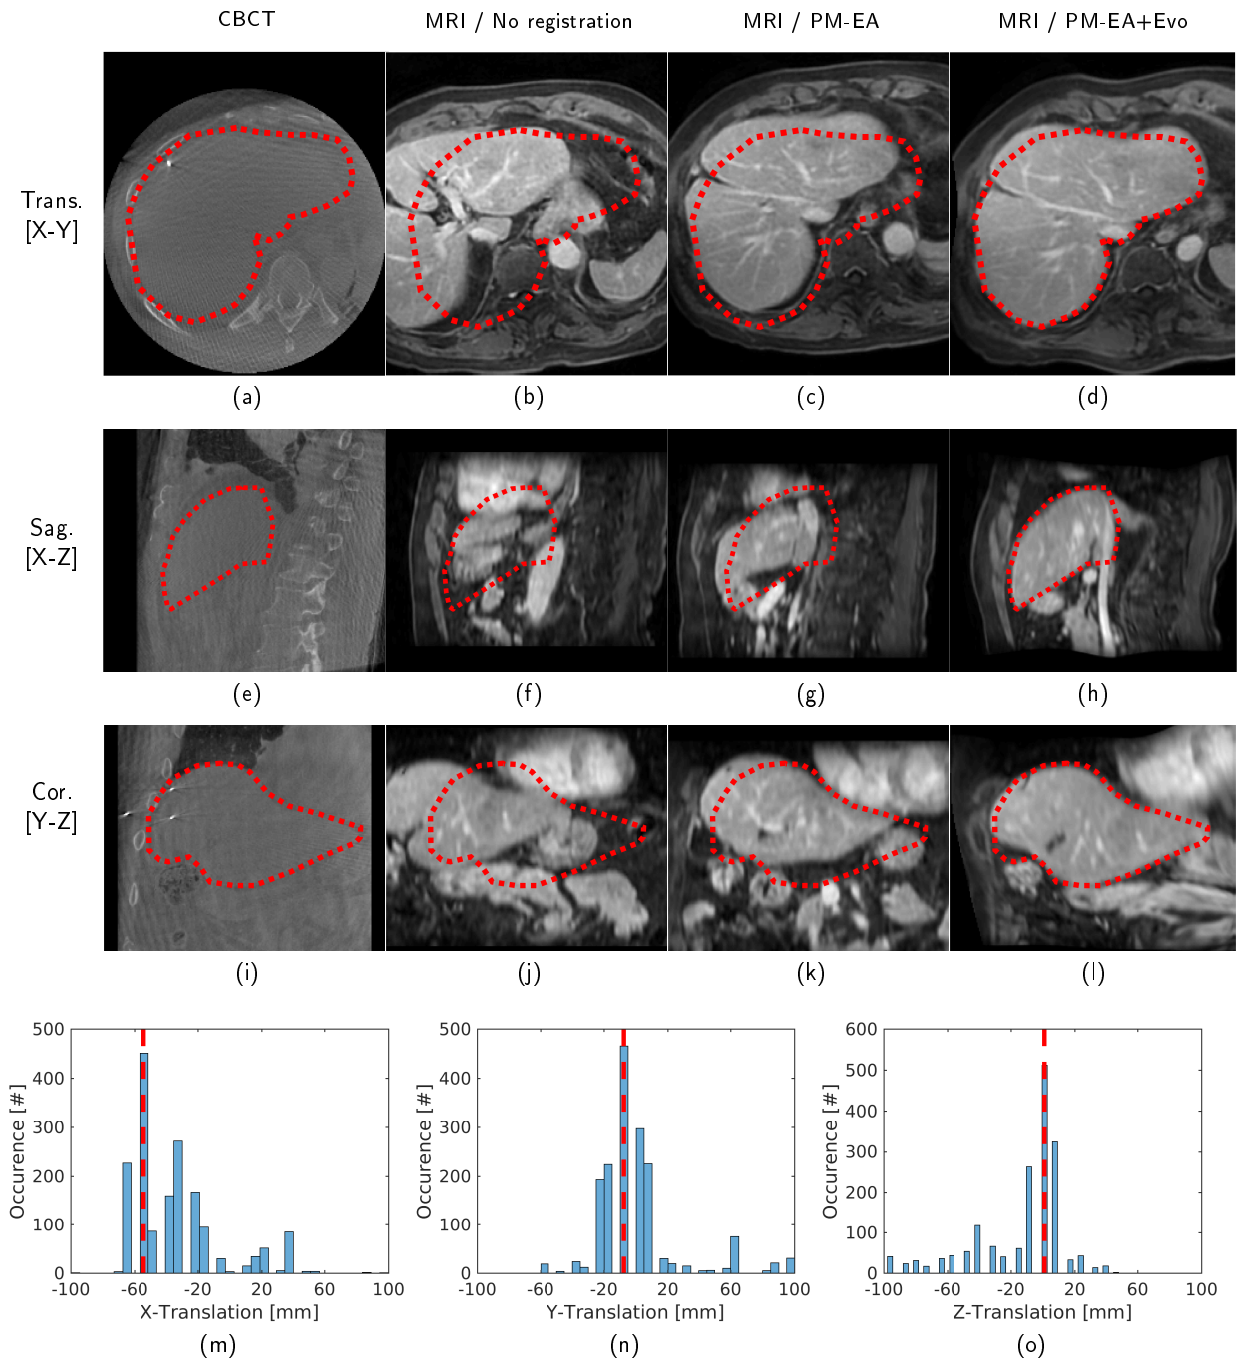 CBCT
MRI / No registration
MRI / PM-EA
MRI / PM-EA+Evo
Trans.
[X-Y]
(a)
(b)
(c)
(d)
Sag.
[X-Z]
(e)
(f)
(g)
(h)
Cor.
[Y-Z]
(i)
(j)
(k)
(l)
Occurence [#]
500
400
300
200
100
0
-100 -60 -20 20 60 100
X-Translation [mm]
(m)
Occurence [#]
500
400
300
200
100
0
-100 -60 -20 20 60 100
Y-Translation [mm]
(n)
Occurence [#]
600
500
400
300
200
100
0
-100 -60 -20 20 60 100
Z-Translation [mm]
(o)